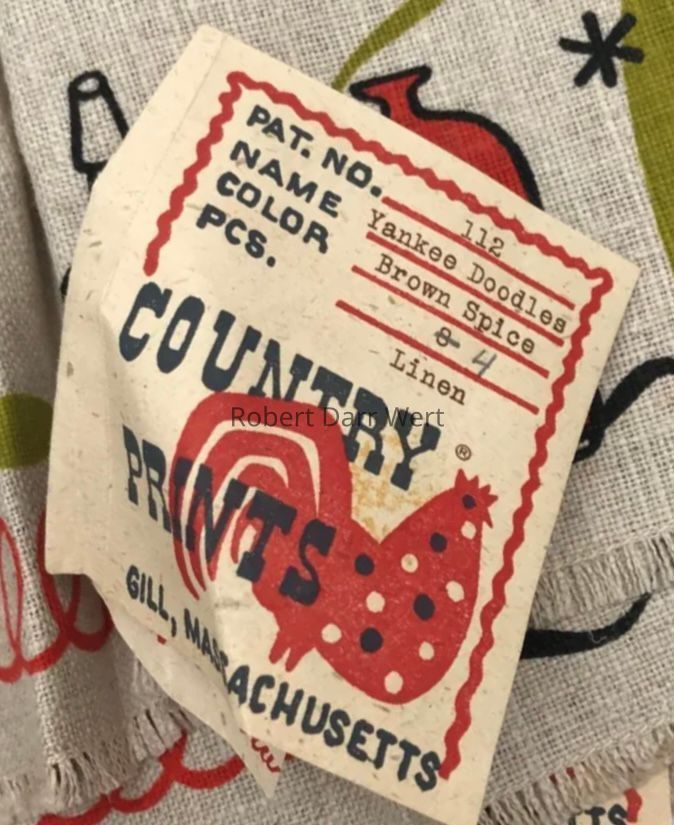 PAT. NO. 112
NAME Yankee Doodles
COLOR Brown Spice
PCS. 8 4
Linen
COUNTRY
®
Robert Darr Wert
PRINTS
GILL, MASSACHUSETTS
TS